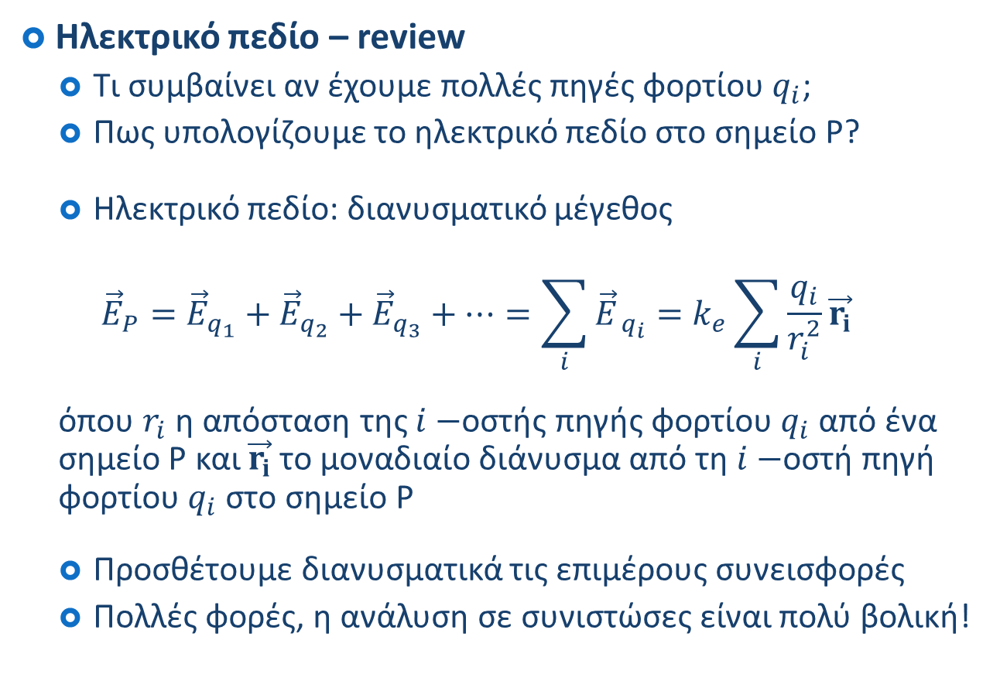 Ηλεκτρικό πεδίο – review
Τι συμβαίνει αν έχουμε πολλές πηγές φορτίου $q_i$;
Πως υπολογίζουμε το ηλεκτρικό πεδίο στο σημείο P?
Ηλεκτρικό πεδίο: διανυσματικό μέγεθος
$\vec{E}_P = \vec{E}_{q_1} + \vec{E}_{q_2} + \vec{E}_{q_3} + \cdots = \sum_i \vec{E}_{q_i} = k_e \sum_i \frac{q_i}{r_i^2} \vec{\mathbf{r_i}}$
όπου $r_i$ η απόσταση της $i$ −οστής πηγής φορτίου $q_i$ από ένα
σημείο P και $\vec{\mathbf{r_i}}$ το μοναδιαίο διάνυσμα από τη $i$ −οστή πηγή
φορτίου $q_i$ στο σημείο P
Προσθέτουμε διανυσματικά τις επιμέρους συνεισφορές
Πολλές φορές, η ανάλυση σε συνιστώσες είναι πολύ βολική!